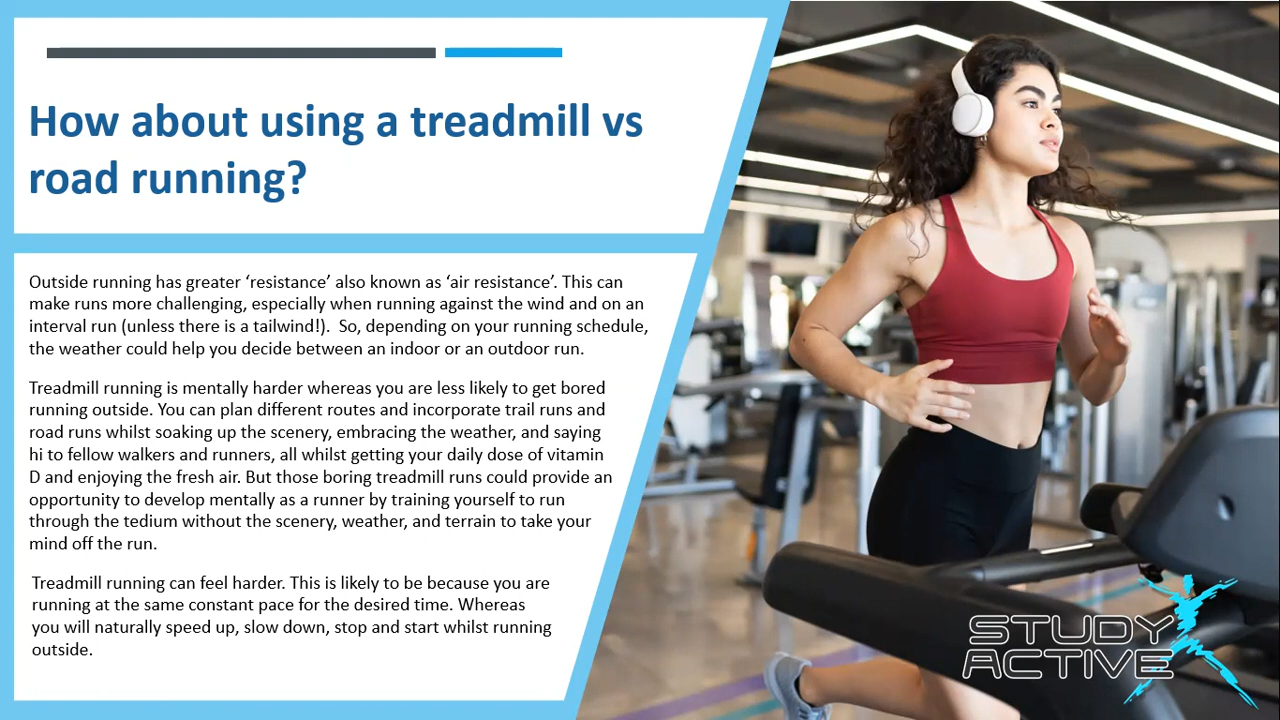 How about using a treadmill vs
road running?
Outside running has greater ‘resistance’ also known as ‘air resistance’. This can
make runs more challenging, especially when running against the wind and on an
interval run (unless there is a tailwind!).  So, depending on your running schedule,
the weather could help you decide between an indoor or an outdoor run.
Treadmill running is mentally harder whereas you are less likely to get bored
running outside. You can plan different routes and incorporate trail runs and
road runs whilst soaking up the scenery, embracing the weather, and saying
hi to fellow walkers and runners, all whilst getting your daily dose of vitamin
D and enjoying the fresh air. But those boring treadmill runs could provide an
opportunity to develop mentally as a runner by training yourself to run
through the tedium without the scenery, weather, and terrain to take your
mind off the run.
Treadmill running can feel harder. This is likely to be because you are
running at the same constant pace for the desired time. Whereas
you will naturally speed up, slow down, stop and start whilst running
outside.
STUDY
ACTIVE